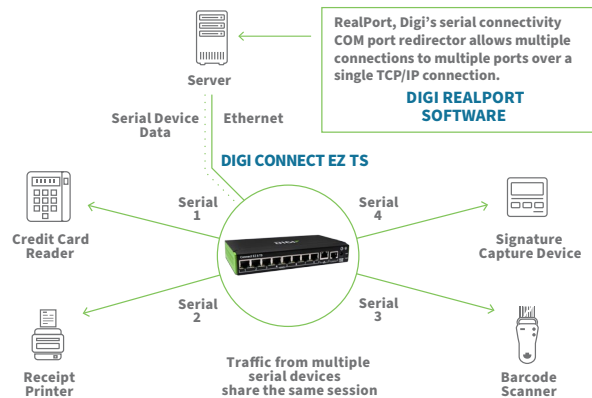 RealPort, Digi’s serial connectivity
COM port redirector allows multiple
connections to multiple ports over a
single TCP/IP connection.
DIGI REALPORT
SOFTWARE
Server
Serial Device
Data
Ethernet
DIGI CONNECT EZ TS
Serial
1
Serial
4
Credit Card
Reader
Signature
Capture Device
DIGI
Serial
2
Serial
3
Receipt
Printer
Traffic from multiple
serial devices
share the same session
Barcode
Scanner